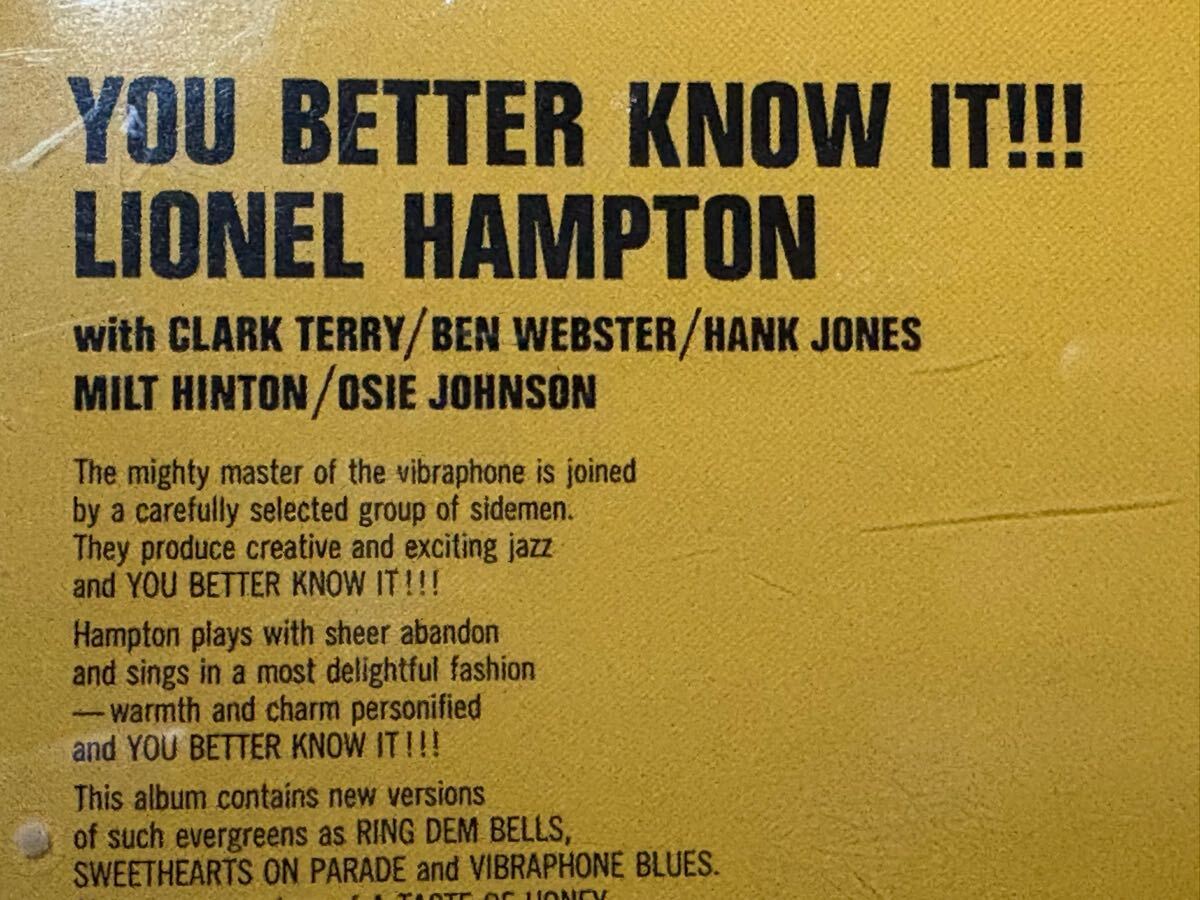 YOU BETTER KNOW IT!!!
LIONEL HAMPTON
with CLARK TERRY/BEN WEBSTER/HANK JONES
MILT HINTON/OSIE JOHNSON
The mighty master of the vibraphone is joined
by a carefully selected group of sidemen.
They produce creative and exciting jazz
and YOU BETTER KNOW IT!!!
Hampton plays with sheer abandon
and sings in a most delightful fashion
—warmth and charm personified
and YOU BETTER KNOW IT!!!
This album contains new versions
of such evergreens as RING DEM BELLS,
SWEETHEARTS ON PARADE and VIBRAPHONE BLUES.
A TASTE OF HONEY